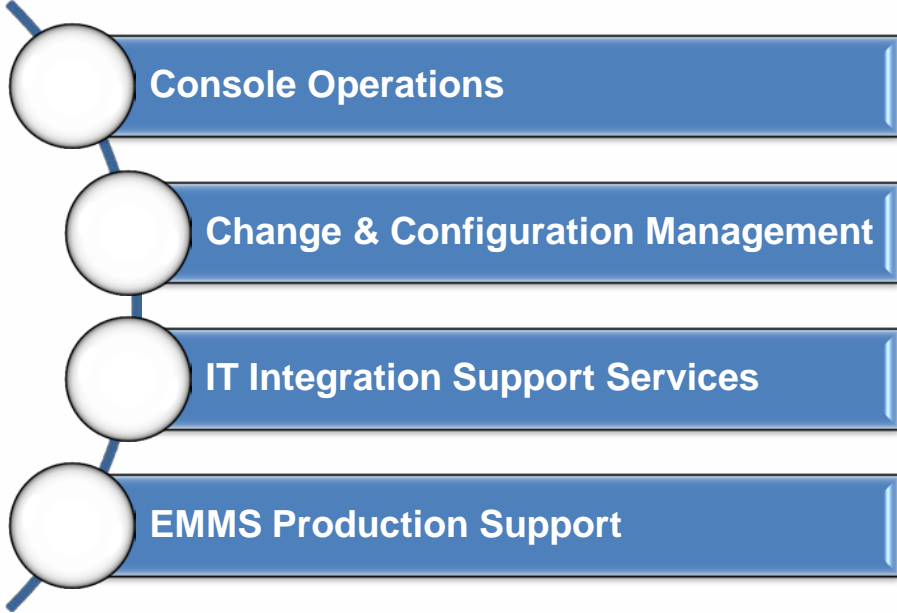 Console Operations
Change & Configuration Management
IT Integration Support Services
EMMS Production Support